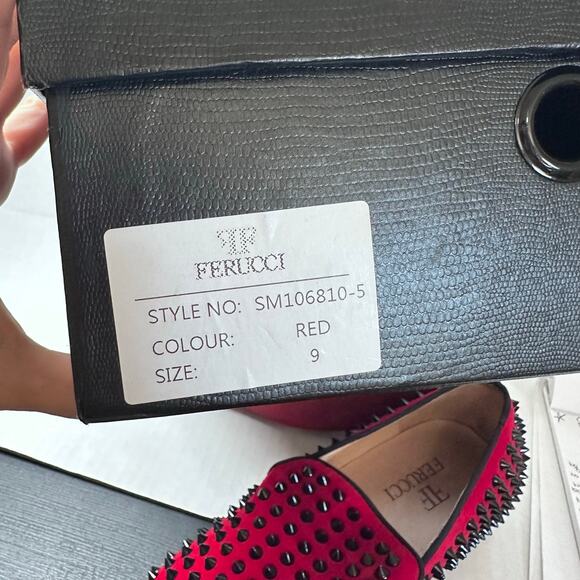 FERUCCI
STYLE NO: SM106810-5
COLOUR: RED
SIZE: 9
FERUCCI